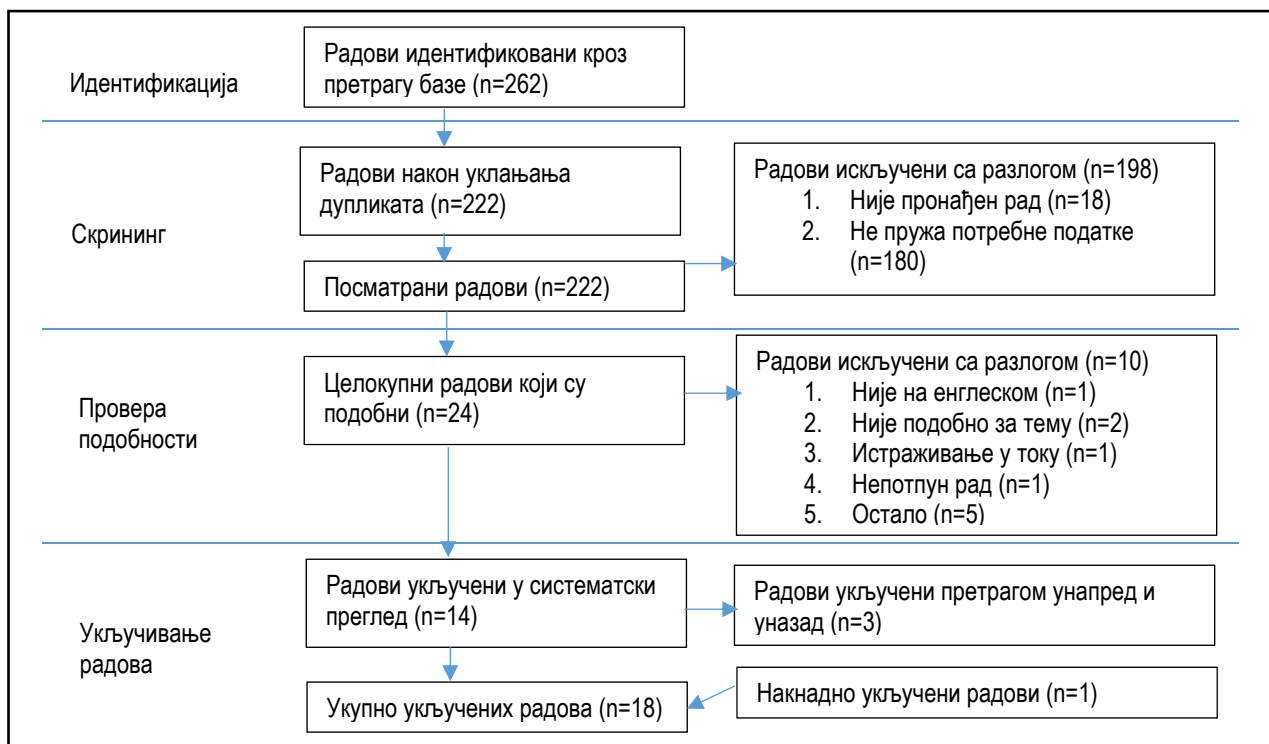 Идентификација
Радови идентификовани кроз
претрагу базе (n=262)
Скрининг
Радови након уклањања
дупликата (n=222)
Посматрани радови (n=222)
Радови искључени са разлогом (n=198)
1. Није пронађен рад (n=18)
2. Не пружа потребне податке
(n=180)
Провера
подобности
Целокупни радови који су
подобни (n=24)
Радови искључени са разлогом (n=10)
1. Није на енглеском (n=1)
2. Није подобно за тему (n=2)
3. Истраживање у току (n=1)
4. Непотпун рад (n=1)
5. Остало (n=5)
Укључивање
радова
Радови укључени у систематски
преглед (n=14)
Радови укључени претрагом унапред и
уназад (n=3)
Укупно укључених радова (n=18)
Накнадно укључени радови (n=1)